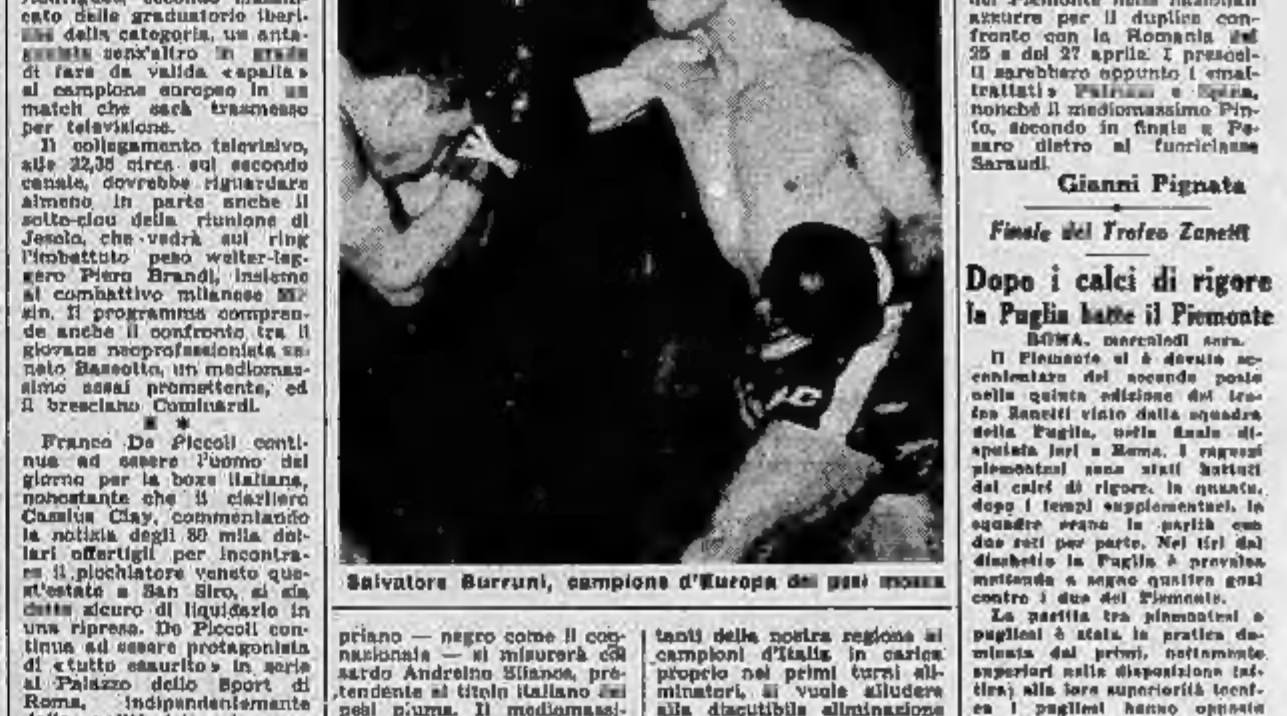 cato delle graduatorie iberi-
della categoria, un anta-
senz'altro in grado
di fare da valida «spalla»
al campione europeo in un
match che sarà trasmesso
per televisione.
Il collegamento televisivo,
alle 22,35 circa sul secondo
canale, dovrebbe riguardare
almeno in parte anche il
sotto-clou della riunione di
Jesolo, che vedrà sul ring
l'imbattuto peso welter-leg-
gero Piero Brandi, insieme
al combattivo milanese
zin. Il programma compren-
de anche il confronto tra il
giovane neoprofessionista ve-
neto Bassotto, un mediomas-
simo assai promettente, ed
il bresciano Cominardi.
Franco De Piccoli conti-
nua ad essere l'uomo del
giorno per la boxe italiana,
nonostante che il ciarliero
Cassius Clay, commentando
la notizia degli 80 mila dol-
lari offertigli per incontra-
re il picchiatore veneto que-
st'estate a San Siro, si sia
detto sicuro di liquidarlo in
una ripresa. De Piccoli con-
tinua ad essere protagonista
di «tutto esaurito» in serie
al Palazzo dello Sport di
Roma, indipendentemente
Salvatore Burruni, campione d'Europa dei pesi mosca
priano — negro come il con-
nazionale — si misurerà col
sardo Andreino Silanos, pre-
tendente al titolo italiano dei
pesi piuma. Il mediomassi-
tanti della nostra regione ai
campioni d'Italia in carica
proprio nei primi turni eli-
minatori, si vuole alludere
alla discutibile eliminazione
azzurra per il duplice con-
fronto con la Romania del
25 e del 27 aprile. I prescel-
ti sarebbero appunto i «mal-
trattati» e
nonché il mediomassimo Pin-
to, secondo in finale a Pe-
saro dietro al fuoriclasse
Saraudi.
Gianni Pignata
Finale del Trofeo Zanetti
Dopo i calci di rigore
la Puglia batte il Piemonte
ROMA, mercoledì sera.
Il Piemonte si è dovuto ac-
contentare del secondo posto
nella quinta edizione del tro-
feo Zanetti vinto dalla squadra
della Puglia, nella finale di-
sputata ieri a Roma. I ragazzi
piemontesi sono stati battuti
dai calci di rigore, in quanto,
dopo i tempi supplementari, le
squadre erano in parità con
due reti per parte. Nei tiri dal
dischetto la Puglia è prevalsa
mettendo a segno quattro goal
contro i due del Piemonte.
La partita tra piemontesi e
pugliesi è stata in pratica do-
minata dai primi, nettamente
superiori nella disposizione tat-
tica; alla loro superiorità tecni-
ca i pugliesi hanno opposto